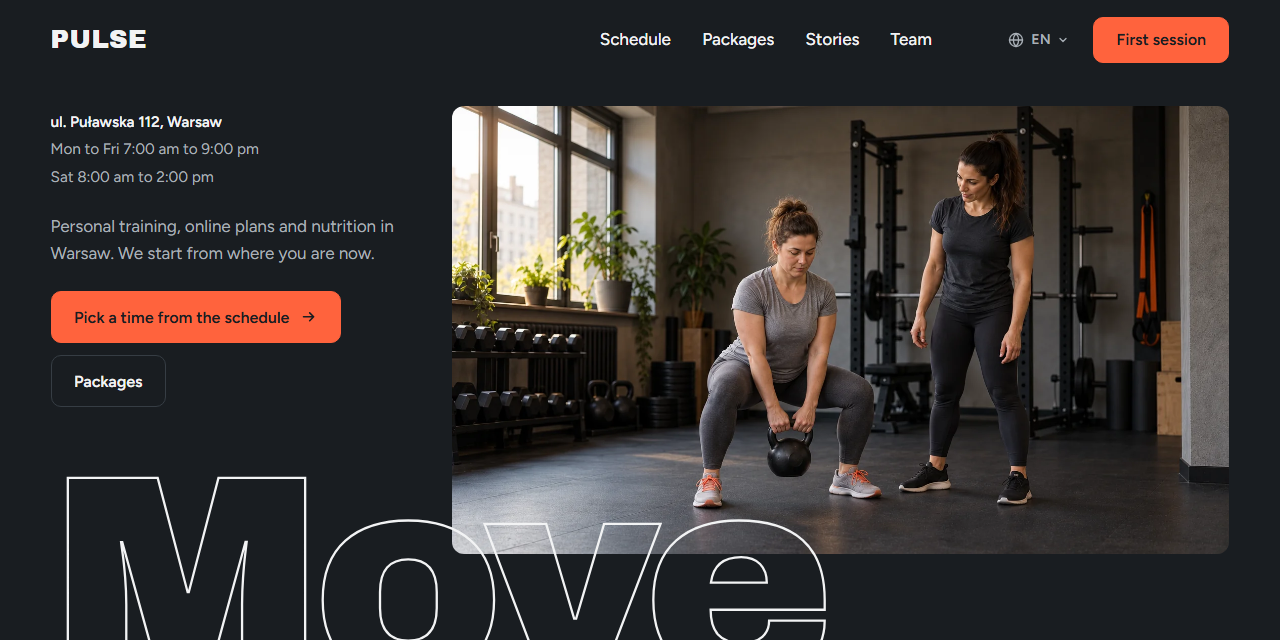 PULSE
Schedule
Packages
Stories
Team
EN
First session
ul. Puławska 112, Warsaw
Mon to Fri 7:00 am to 9:00 pm
Sat 8:00 am to 2:00 pm
Personal training, online plans and nutrition in
Warsaw. We start from where you are now.
Pick a time from the schedule →
Packages
Move